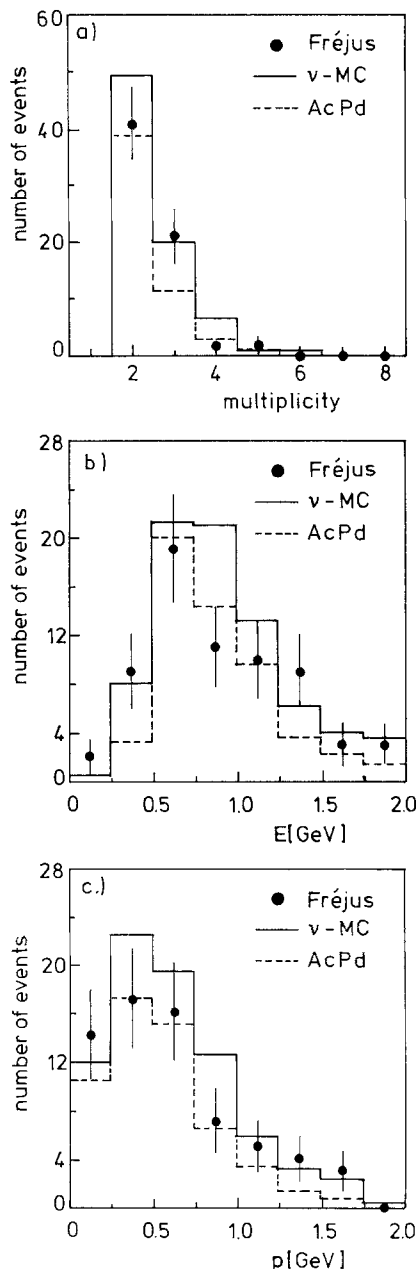 a)
Fréjus
ν-MC
AcPd
number of events
60
40
20
0
2 4 6 8
multiplicity
b)
Fréjus
ν-MC
AcPd
number of events
28
20
12
4
0
0 0.5 1.0 1.5 2.0
E[GeV]
c.)
Fréjus
ν-MC
AcPd
number of events
28
20
12
4
0
0 0.5 1.0 1.5 2.0
p[GeV]